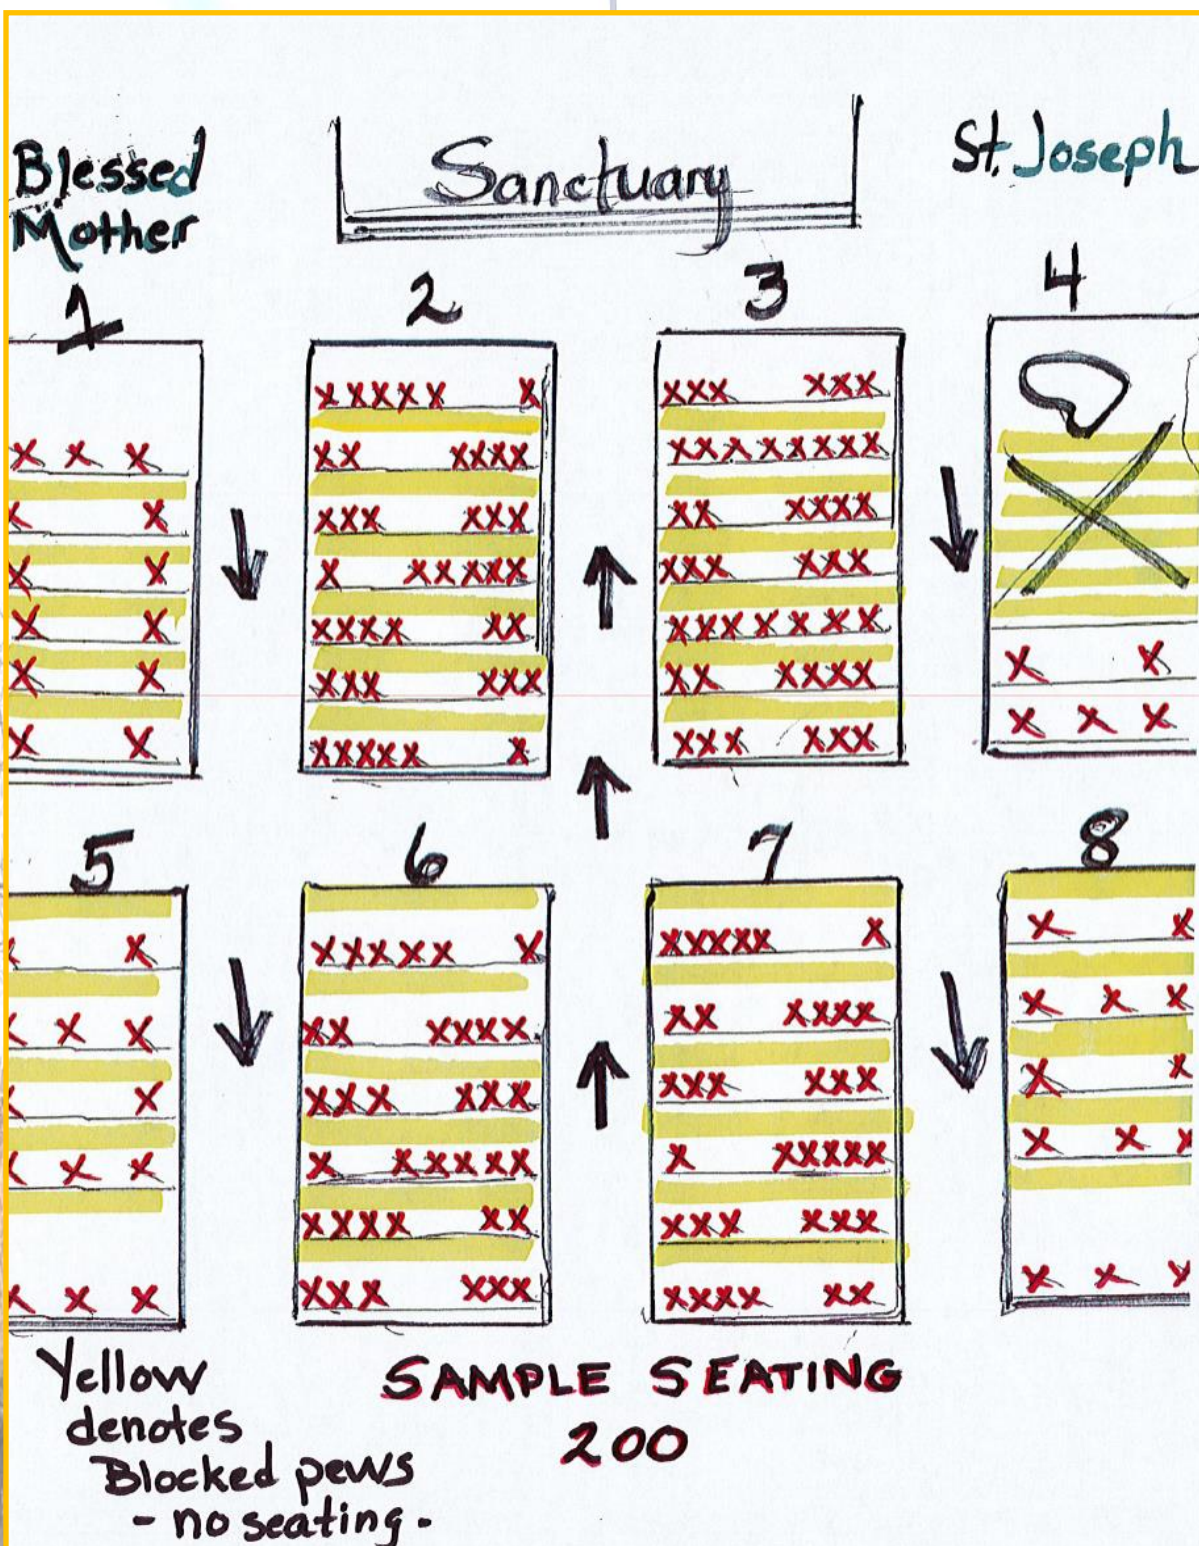 Blessed
Mother
Sanctuary
St. Joseph
1
2
3
4
5
6
7
8
Yellow
denotes
Blocked pews
- no seating -
SAMPLE SEATING
200